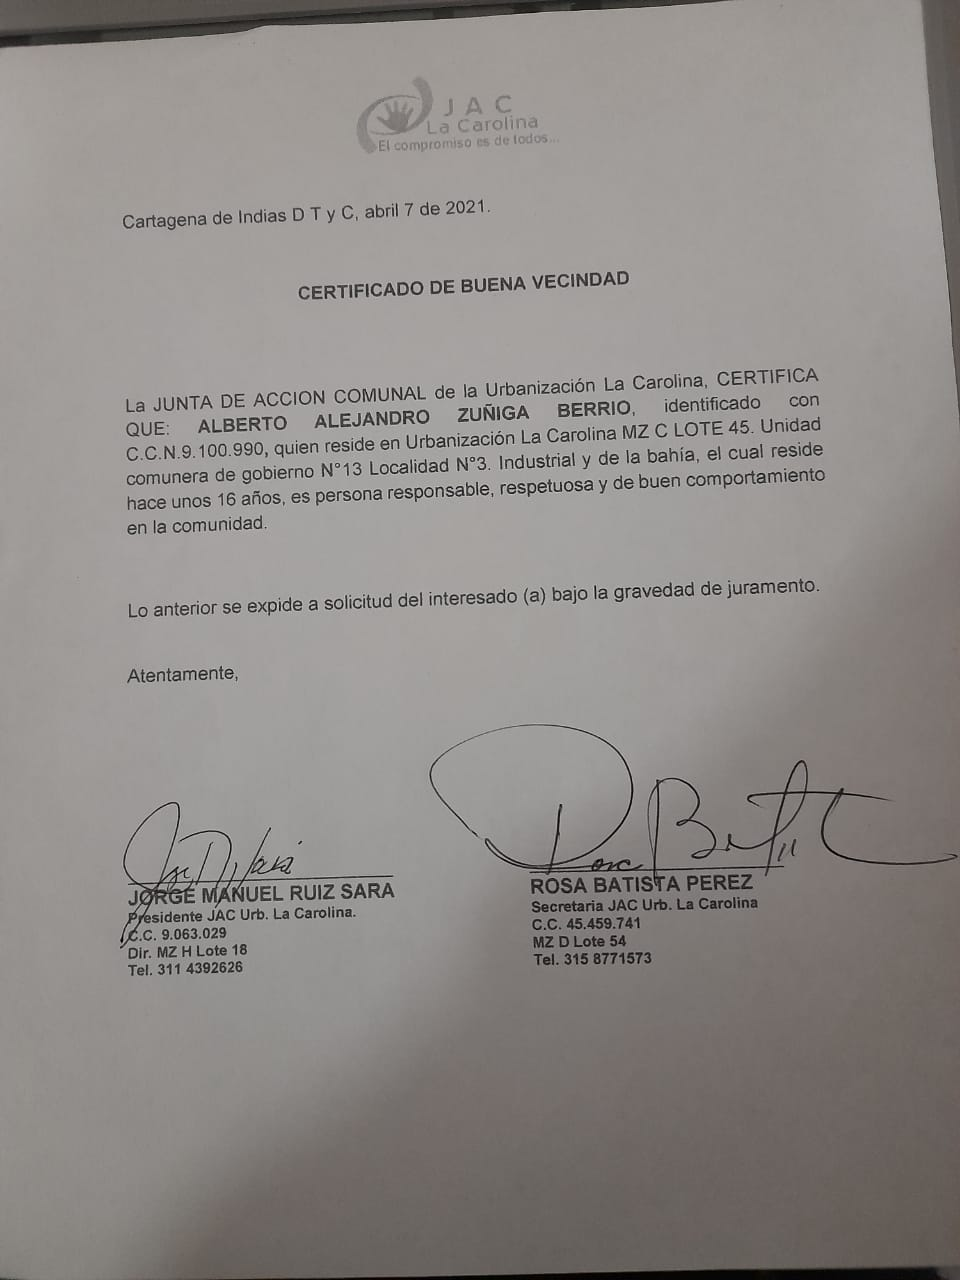 JAC
La Carolina
El compromiso es de todos...
Cartagena de Indias D T y C, abril 7 de 2021.
CERTIFICADO DE BUENA VECINDAD
La JUNTA DE ACCION COMUNAL de la Urbanización La Carolina, CERTIFICA
QUE: ALBERTO ALEJANDRO ZUÑIGA BERRIO, identificado con
C.C.N.9.100.990, quien reside en Urbanización La Carolina MZ C LOTE 45. Unidad
comunera de gobierno N°13 Localidad N°3. Industrial y de la bahía, el cual reside
hace unos 16 años, es persona responsable, respetuosa y de buen comportamiento
en la comunidad.
Lo anterior se expide a solicitud del interesado (a) bajo la gravedad de juramento.
Atentamente,
JORGE MANUEL RUIZ SARA
Presidente JAC Urb. La Carolina.
C.C. 9.063.029
Dir. MZ H Lote 18
Tel. 311 4392626
ROSA BATISTA PEREZ
Secretaria JAC Urb. La Carolina
C.C. 45.459.741
MZ D Lote 54
Tel. 315 8771573